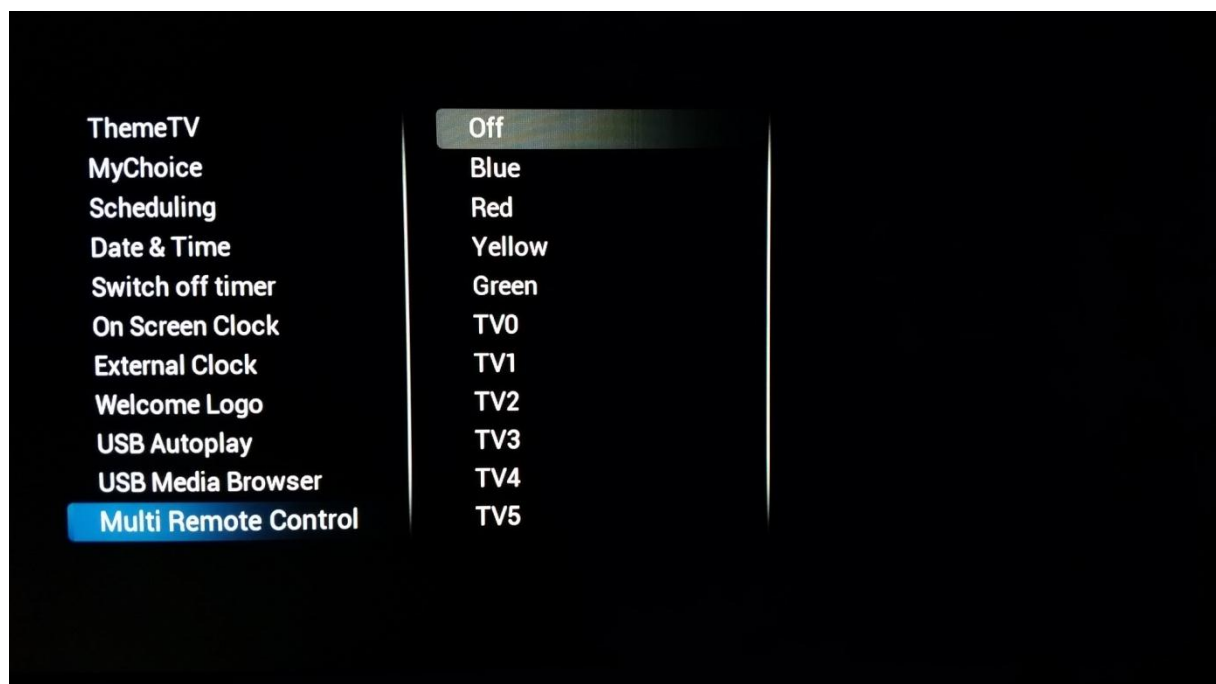 ThemeTV
MyChoice
Scheduling
Date & Time
Switch off timer
On Screen Clock
External Clock
Welcome Logo
USB Autoplay
USB Media Browser
Multi Remote Control
Off
Blue
Red
Yellow
Green
TV0
TV1
TV2
TV3
TV4
TV5